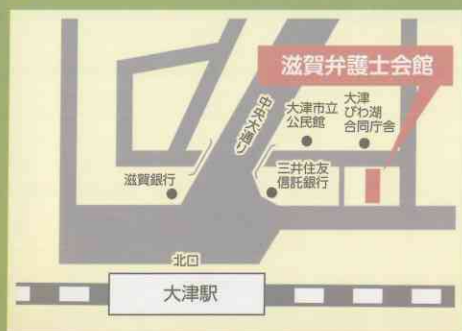 滋賀弁護士会館
中央大通り
大津市立
公民館
大津
びわ湖
合同庁舎
滋賀銀行
三井住友
信託銀行
北口
大津駅